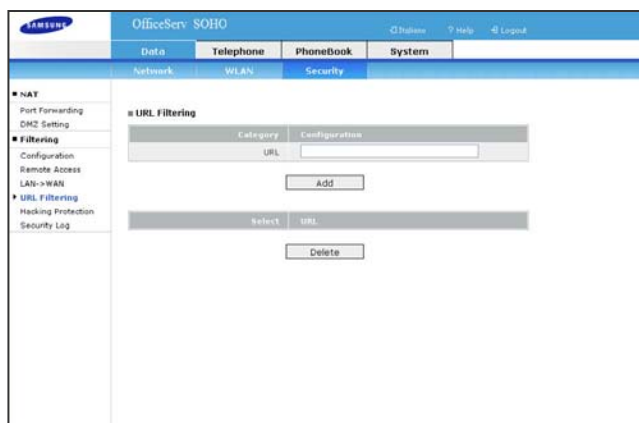 SAMSUNG
OfficeServ SOHO
Italiano ? Help Logout
Data Telephone PhoneBook System
Network WLAN Security
NAT
Port Forwarding
DMZ Setting
Filtering
Configuration
Remote Access
LAN->WAN
URL Filtering
Hacking Protection
Security Log
URL Filtering
Category Configuration
URL
Add
Select URL
Delete